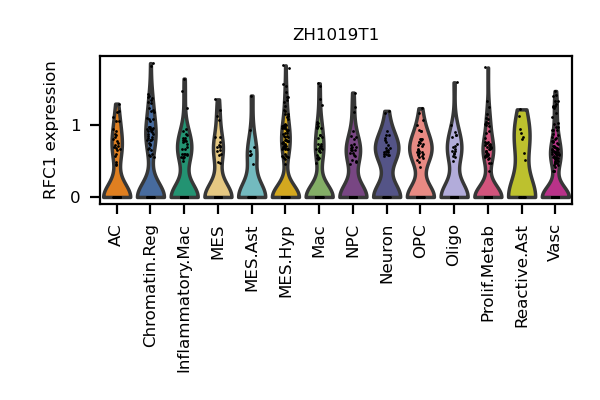 ZH1019T1
RFC1 expression
1
0
AC
Chromatin.Reg
Inflammatory.Mac
MES
MES.Ast
MES.Hyp
Mac
NPC
Neuron
OPC
Oligo
Prolif.Metab
Reactive.Ast
Vasc